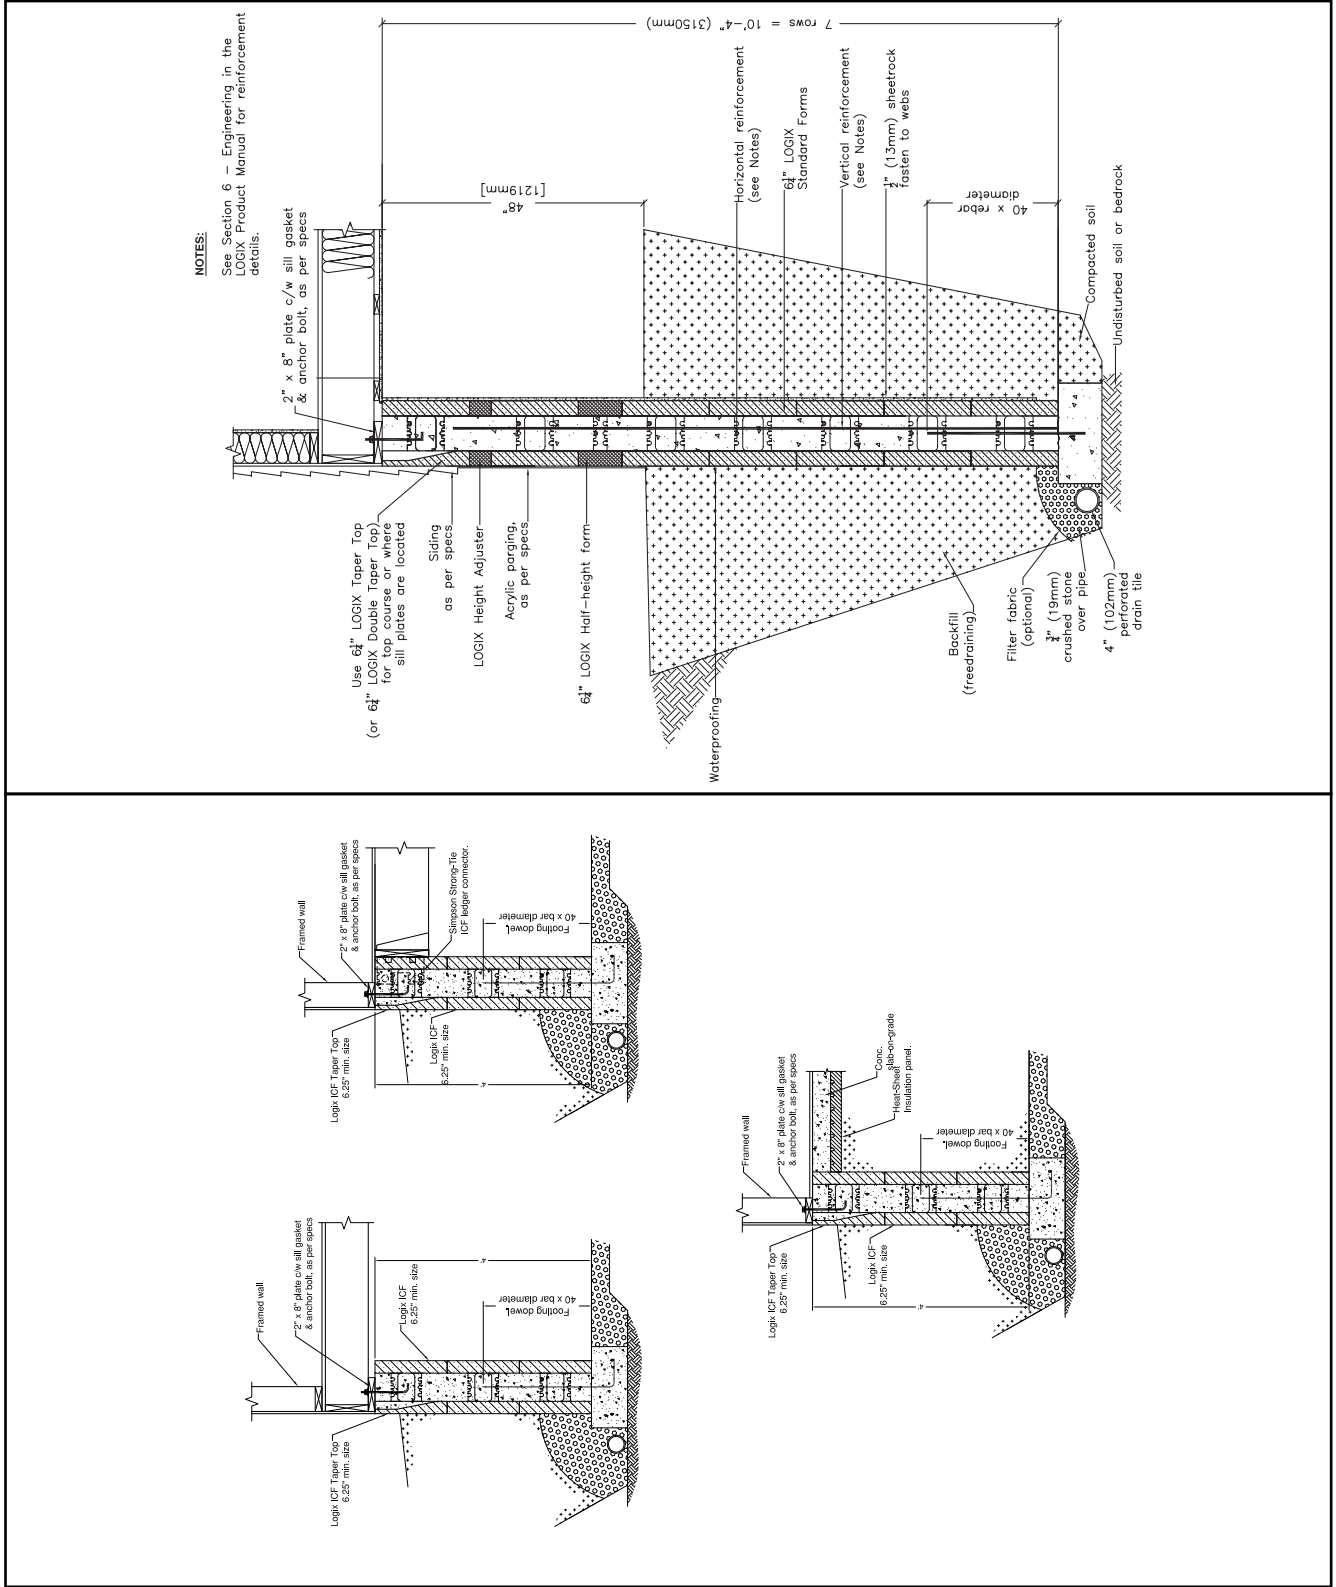 NOTES:
See Section 6 – Engineering in the
LOGIX Product Manual for reinforcement
details.
2" x 8" plate c/w sill gasket
& anchor bolt, as per specs
7 rows = 10'-4" (3150mm)
48"
[1219mm]
Horizontal reinforcement
(see Notes)
6¼" LOGIX
Standard Forms
Vertical reinforcement
(see Notes)
½" (13mm) sheetrock
fasten to webs
40 x rebar
diameter
Compacted soil
Undisturbed soil or bedrock
Use 6¼" LOGIX Taper Top
(or 6¼" LOGIX Double Taper Top)
for top course or where
sill plates are located
Siding
as per specs
LOGIX Height Adjuster
Acrylic parging,
as per specs
6¼" LOGIX Half-height form
Waterproofing
Backfill
(freedraining)
Filter fabric
(optional)
¾" (19mm)
crushed stone
over pipe
4" (102mm)
perforated
drain tile
Framed wall
2" x 8" plate c/w sill gasket
& anchor bolt, as per specs
Logix ICF Taper Top
6.25" min. size
Logix ICF
6.25" min. size
4'
Footing dowel.
40 x bar diameter
Framed wall
2" x 8" plate c/w sill gasket
& anchor bolt, as per specs
Simpson Strong-Tie
ICF ledger connector.
Logix ICF Taper Top
6.25" min. size
Logix ICF
6.25" min. size
4'
Footing dowel.
40 x bar diameter
Framed wall
2" x 8" plate c/w sill gasket
& anchor bolt, as per specs
Conc.
slab-on-grade
Heat-Sheet
Insulation panel.
Logix ICF Taper Top
6.25" min. size
Logix ICF
6.25" min. size
4'
Footing dowel.
40 x bar diameter